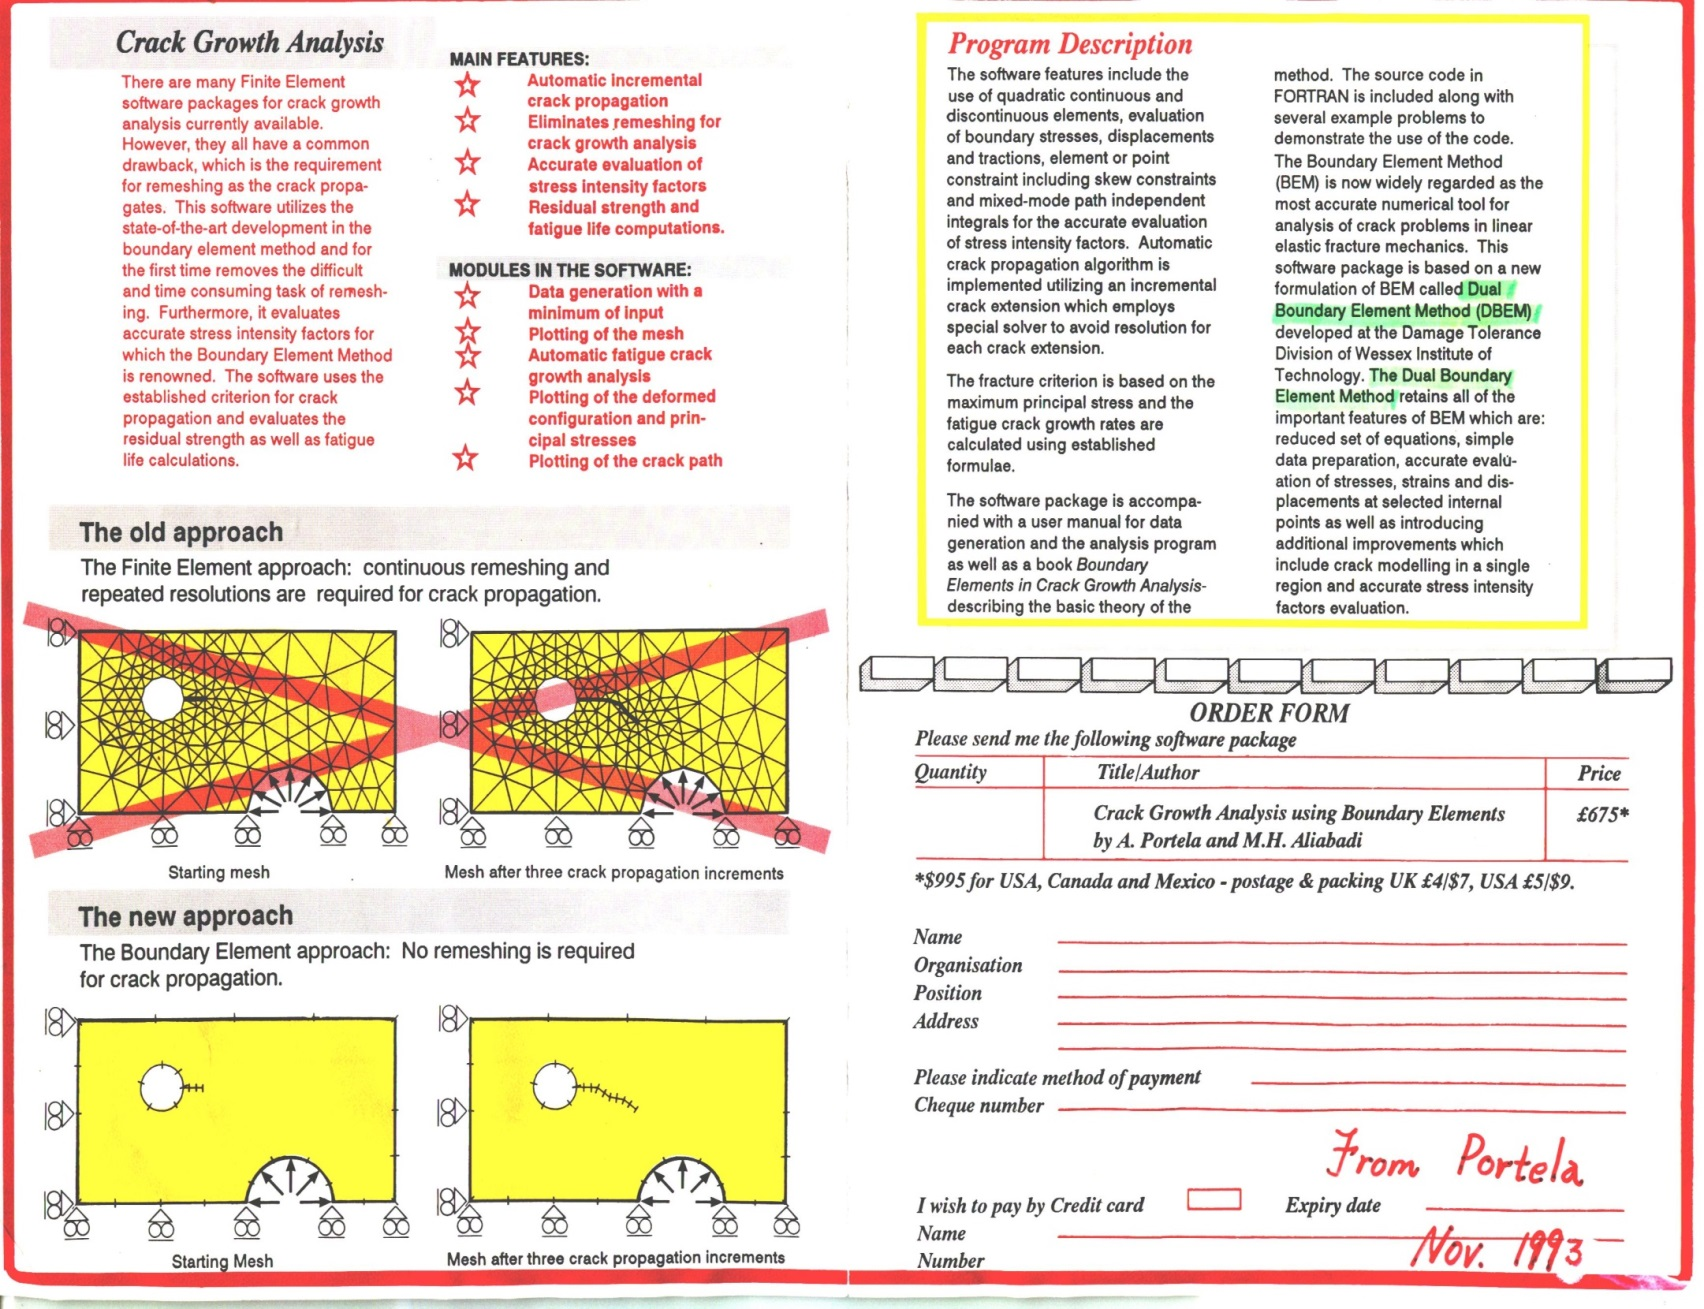 Crack Growth Analysis
There are many Finite Element
software packages for crack growth
analysis currently available.
However, they all have a common
drawback, which is the requirement
for remeshing as the crack propa-
gates. This software utilizes the
state-of-the-art development in the
boundary element method and for
the first time removes the difficult
and time consuming task of remesh-
ing. Furthermore, it evaluates
accurate stress intensity factors for
which the Boundary Element Method
is renowned. The software uses the
established criterion for crack
propagation and evaluates the
residual strength as well as fatigue
life calculations.
MAIN FEATURES:
Automatic incremental
crack propagation
Eliminates remeshing for
crack growth analysis
Accurate evaluation of
stress intensity factors
Residual strength and
fatigue life computations.
MODULES IN THE SOFTWARE:
Data generation with a
minimum of input
Plotting of the mesh
Automatic fatigue crack
growth analysis
Plotting of the deformed
configuration and prin-
cipal stresses
Plotting of the crack path
The old approach
The Finite Element approach: continuous remeshing and
repeated resolutions are required for crack propagation.
Starting mesh
Mesh after three crack propagation increments
The new approach
The Boundary Element approach: No remeshing is required
for crack propagation.
Starting Mesh
Mesh after three crack propagation increments
Program Description
The software features include the
use of quadratic continuous and
discontinuous elements, evaluation
of boundary stresses, displacements
and tractions, element or point
constraint including skew constraints
and mixed-mode path independent
integrals for the accurate evaluation
of stress intensity factors. Automatic
crack propagation algorithm is
implemented utilizing an incremental
crack extension which employs
special solver to avoid resolution for
each crack extension.
The fracture criterion is based on the
maximum principal stress and the
fatigue crack growth rates are
calculated using established
formulae.
The software package is accompa-
nied with a user manual for data
generation and the analysis program
as well as a book Boundary
Elements in Crack Growth Analysis-
describing the basic theory of the
method. The source code in
FORTRAN is included along with
several example problems to
demonstrate the use of the code.
The Boundary Element Method
(BEM) is now widely regarded as the
most accurate numerical tool for
analysis of crack problems in linear
elastic fracture mechanics. This
software package is based on a new
formulation of BEM called Dual
Boundary Element Method (DBEM)
developed at the Damage Tolerance
Division of Wessex Institute of
Technology. The Dual Boundary
Element Method retains all of the
important features of BEM which are:
reduced set of equations, simple
data preparation, accurate evalu-
ation of stresses, strains and dis-
placements at selected internal
points as well as introducing
additional improvements which
include crack modelling in a single
region and accurate stress intensity
factors evaluation.
ORDER FORM
Please send me the following software package
Quantity Title/Author Price
Crack Growth Analysis using Boundary Elements £675*
by A. Portela and M.H. Aliabadi
*$995 for USA, Canada and Mexico - postage & packing UK £4/$7, USA £5/$9.
Name
Organisation
Position
Address
Please indicate method of payment
Cheque number
From Portela
I wish to pay by Credit card Expiry date
Name
Nov. 1993
Number